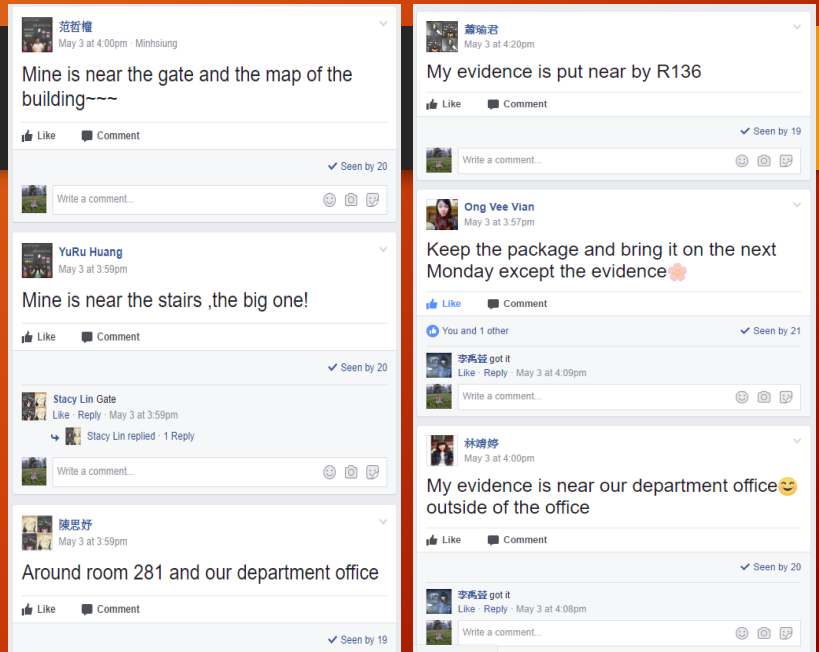 范哲權
May 3 at 4:00pm · Minhsiung
Mine is near the gate and the map of the
building~~~
Like Comment
Seen by 20
Write a comment...
YuRu Huang
May 3 at 3:59pm
Mine is near the stairs ,the big one!
Like Comment
Seen by 20
Stacy Lin Gate
Like · Reply · May 3 at 3:59pm
Stacy Lin replied · 1 Reply
Write a comment...
陳思妤
May 3 at 3:59pm
Around room 281 and our department office
Like Comment
Seen by 19
蕭瑜君
May 3 at 4:20pm
My evidence is put near by R136
Like Comment
Seen by 19
Write a comment...
Ong Vee Vian
May 3 at 3:57pm
Keep the package and bring it on the next
Monday except the evidence🌸
Like Comment
You and 1 other Seen by 21
李禹萱 got it
Like · Reply · May 3 at 4:09pm
Write a comment...
林靖婷
May 3 at 4:00pm
My evidence is near our department office😊
outside of the office
Like Comment
Seen by 20
李禹萱 got it
Like · Reply · May 3 at 4:08pm
Write a comment...